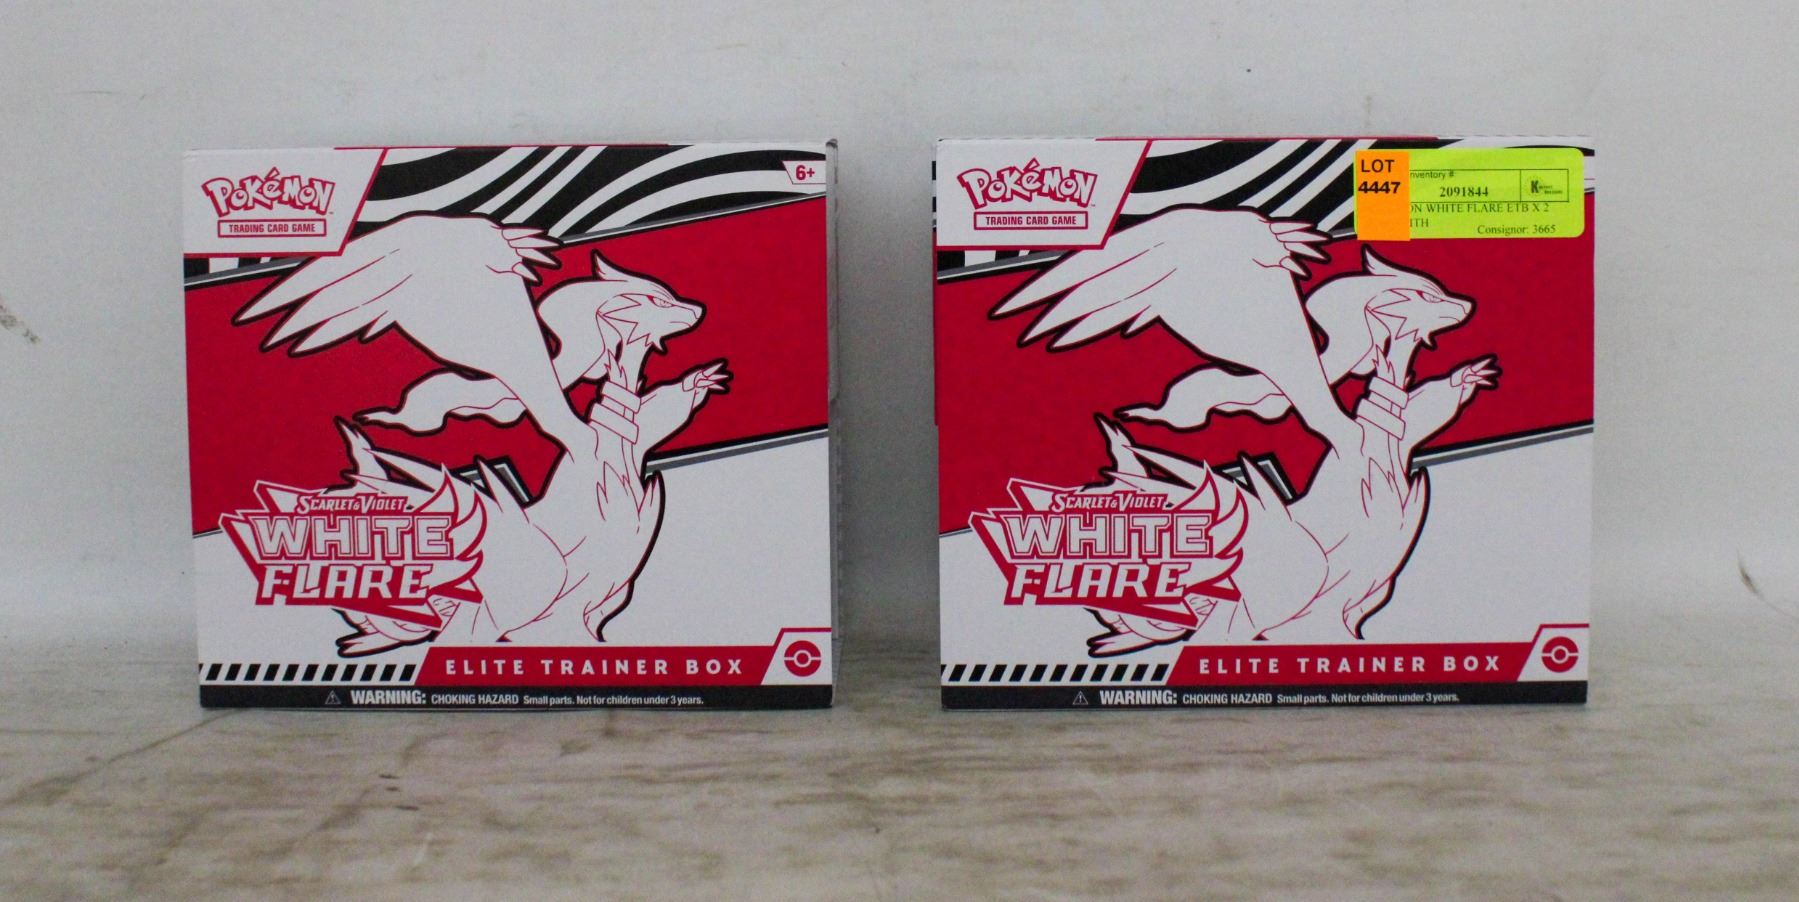 POKéMON
TRADING CARD GAME
6+
SCARLET & VIOLET
WHITE
FLARE
ELITE TRAINER BOX
WARNING: CHOKING HAZARD Small parts. Not for children under 3 years.
POKéMON
TRADING CARD GAME
LOT
4447
nventory #
2091844
ON WHITE FLARE ETB X 2
ITH
Consignor: 3665
SCARLET & VIOLET
WHITE
FLARE
ELITE TRAINER BOX
WARNING: CHOKING HAZARD Small parts. Not for children under 3 years.